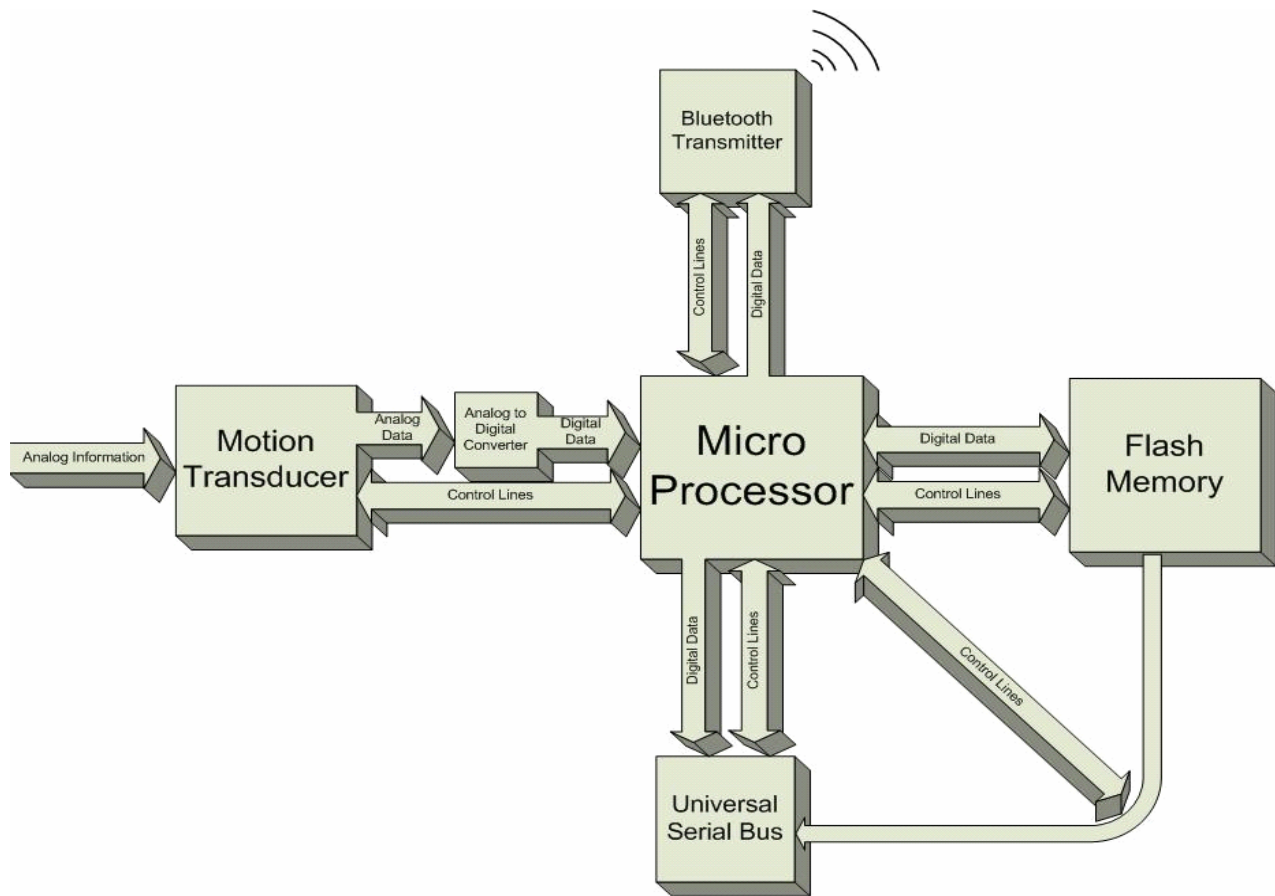 Bluetooth
Transmitter
Control Lines
Digital Data
Analog Information
Motion
Transducer
Analog
Data
Analog to
Digital
Converter
Digital
Data
Control Lines
Micro
Processor
Digital Data
Control Lines
Flash
Memory
Digital Data
Control Lines
Control Lines
Universal
Serial Bus